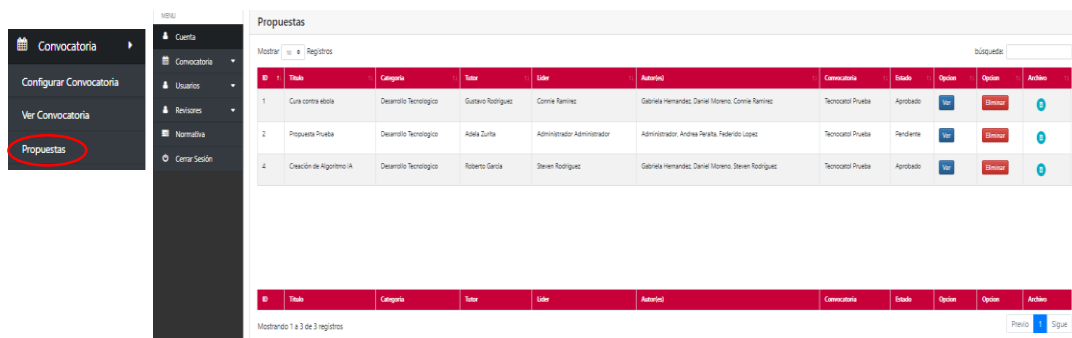 Convocatoria
Configurar Convocatoria
Ver Convocatoria
Propuestas
MENU
Cuenta
Convocatoria
Usuarios
Revisores
Normativa
Cerrar Sesión
Propuestas
Mostrar 10 Registros
búsqueda:
ID Titulo Categoria Tutor Lider Autor(es) Convocatoria Estado Opcion Opcion Archivo
1 Cura contra ebola Desarrollo Tecnologico Gustavo Rodriguez Connie Ramirez Gabriela Hernandez, Daniel Moreno, Connie Ramirez Tecnocatol Prueba Aprobado Ver Eliminar
2 Propuesta Prueba Desarrollo Tecnologico Adela Zurita Administrador Administrador Administrador, Andrea Peralta, Federido Lopez Tecnocatol Prueba Pendiente Ver Eliminar
4 Creación de Algoritmo IA Desarrollo Tecnologico Roberto Garcia Steven Rodriguez Gabriela Hernandez, Daniel Moreno, Steven Rodriguez Tecnocatol Prueba Aprobado Ver Eliminar
ID Titulo Categoria Tutor Lider Autor(es) Convocatoria Estado Opcion Opcion Archivo
Mostrando 1 a 3 de 3 registros
Previo 1 Sigue